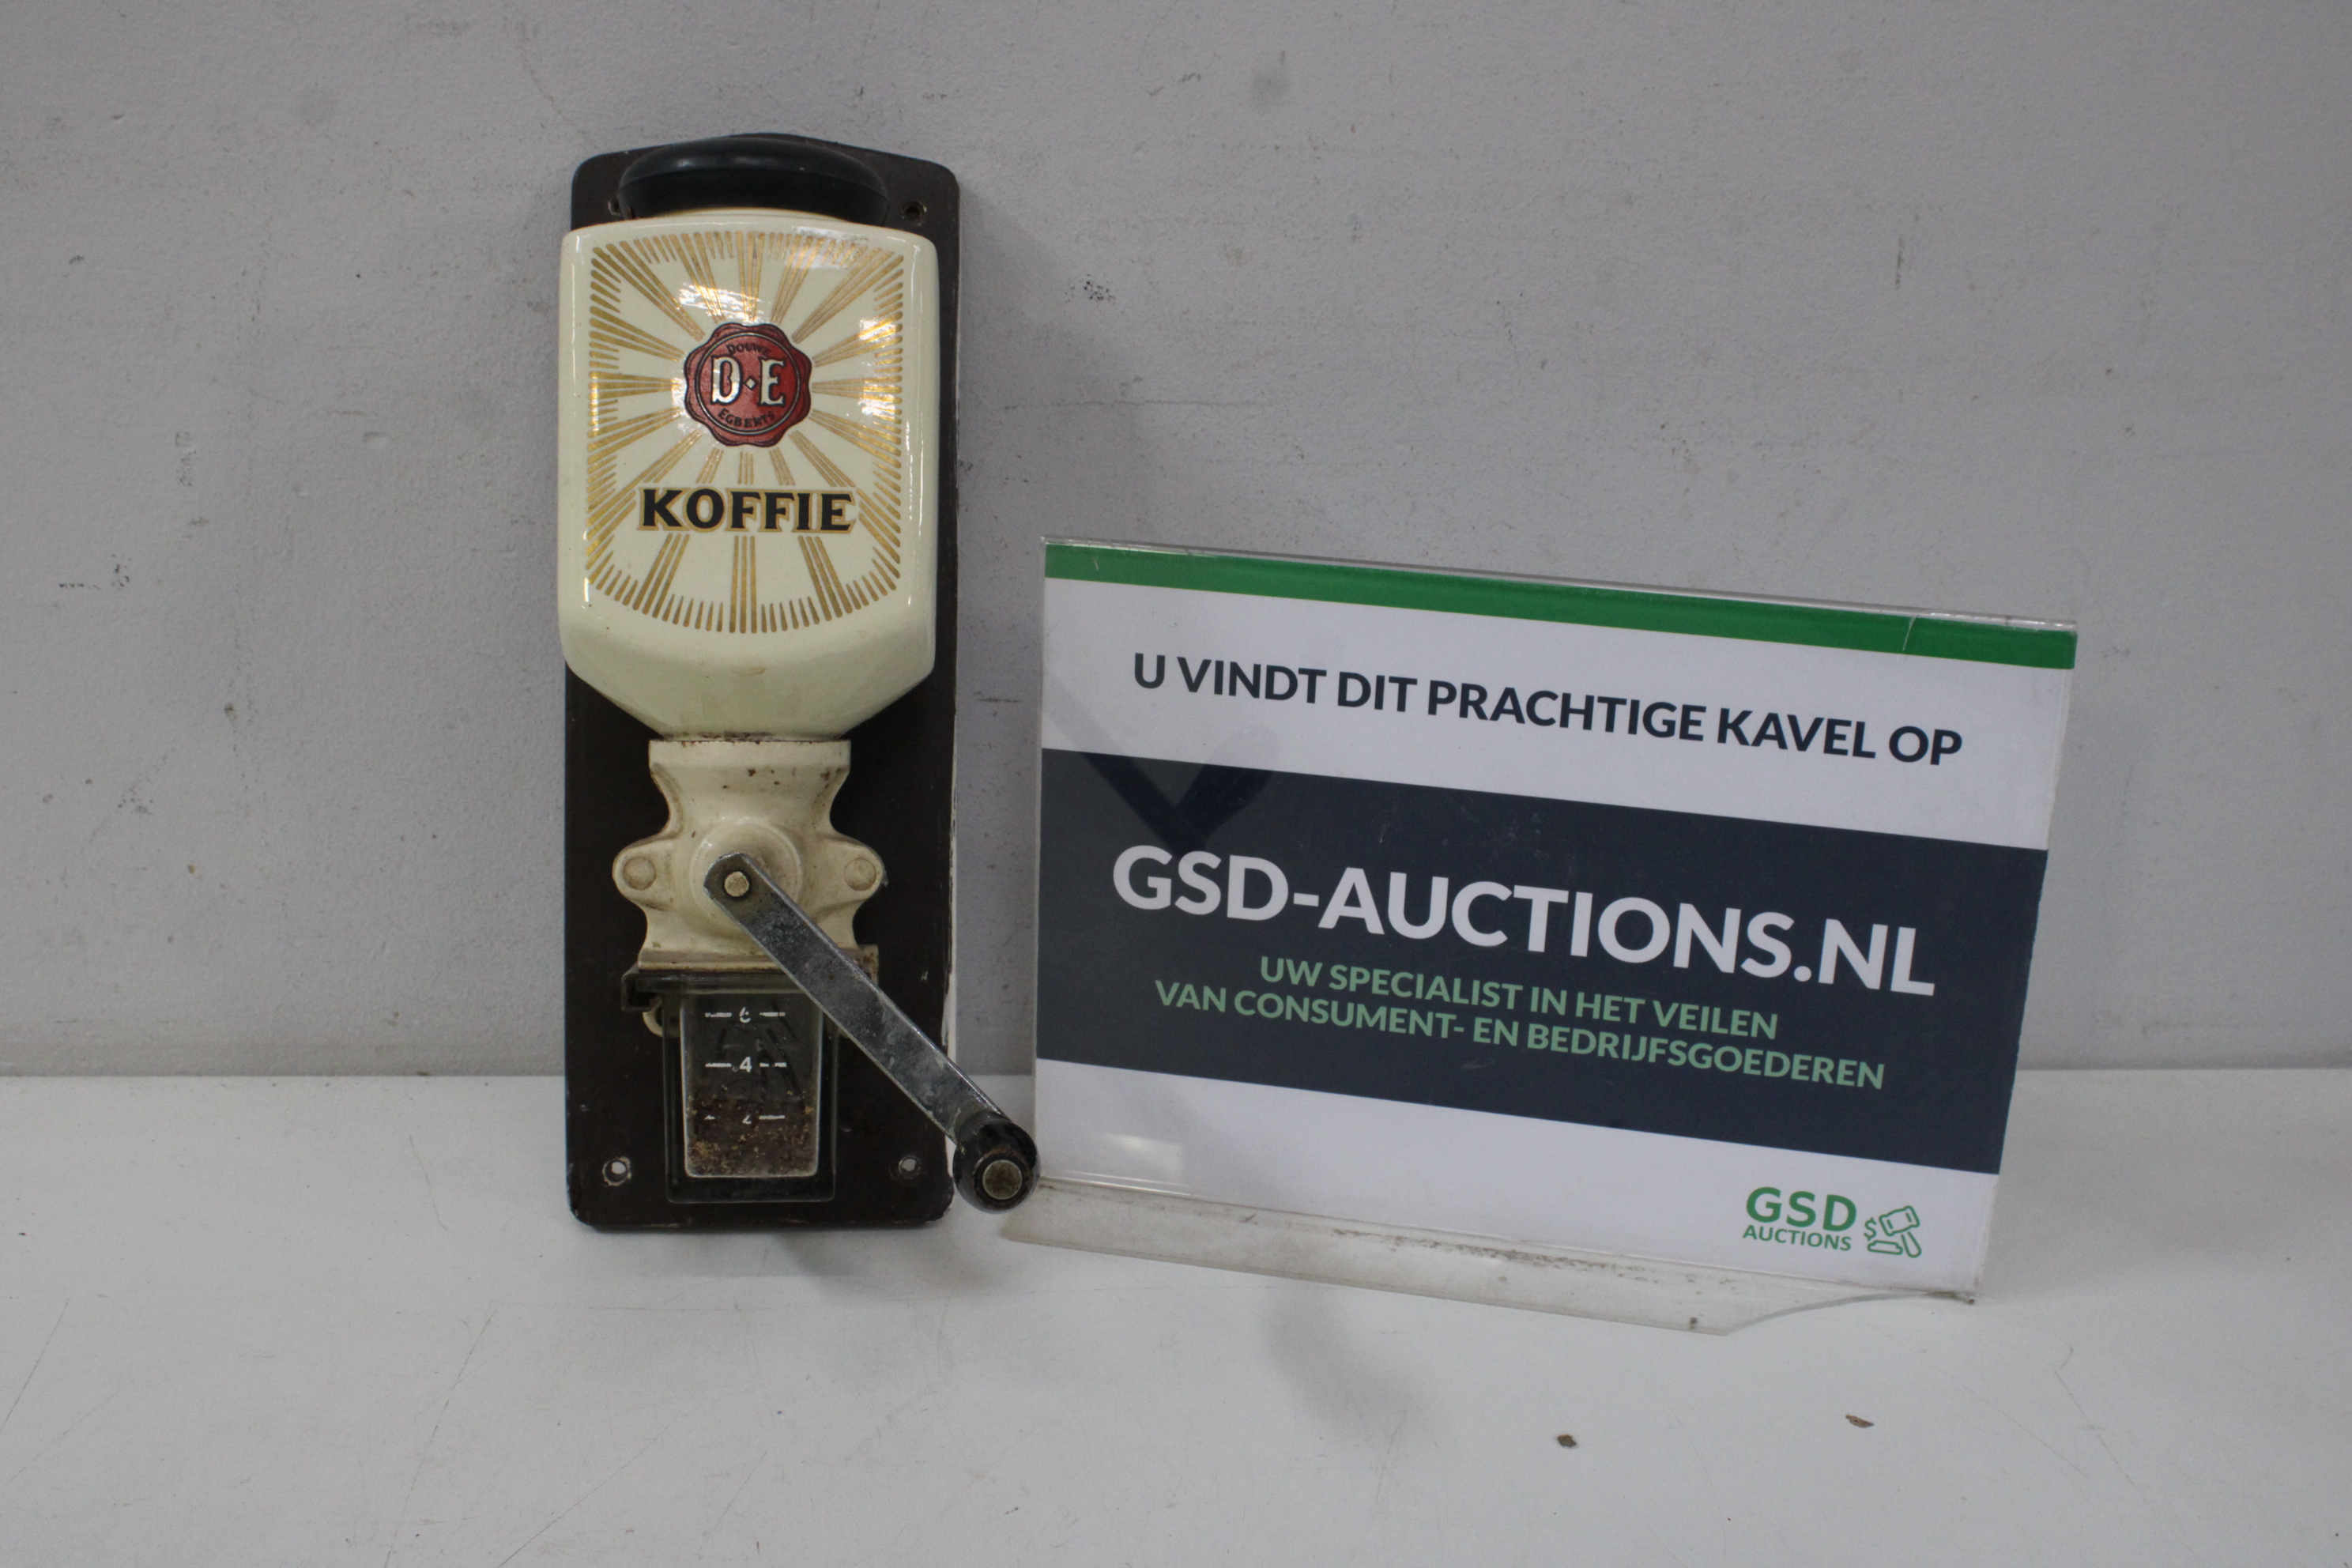 DOUWE
D·E
EGBERTS
KOFFIE
6
4
2
U VINDT DIT PRACHTIGE KAVEL OP
GSD-AUCTIONS.NL
UW SPECIALIST IN HET VEILEN
VAN CONSUMENT- EN BEDRIJFSGOEDEREN
GSD
AUCTIONS